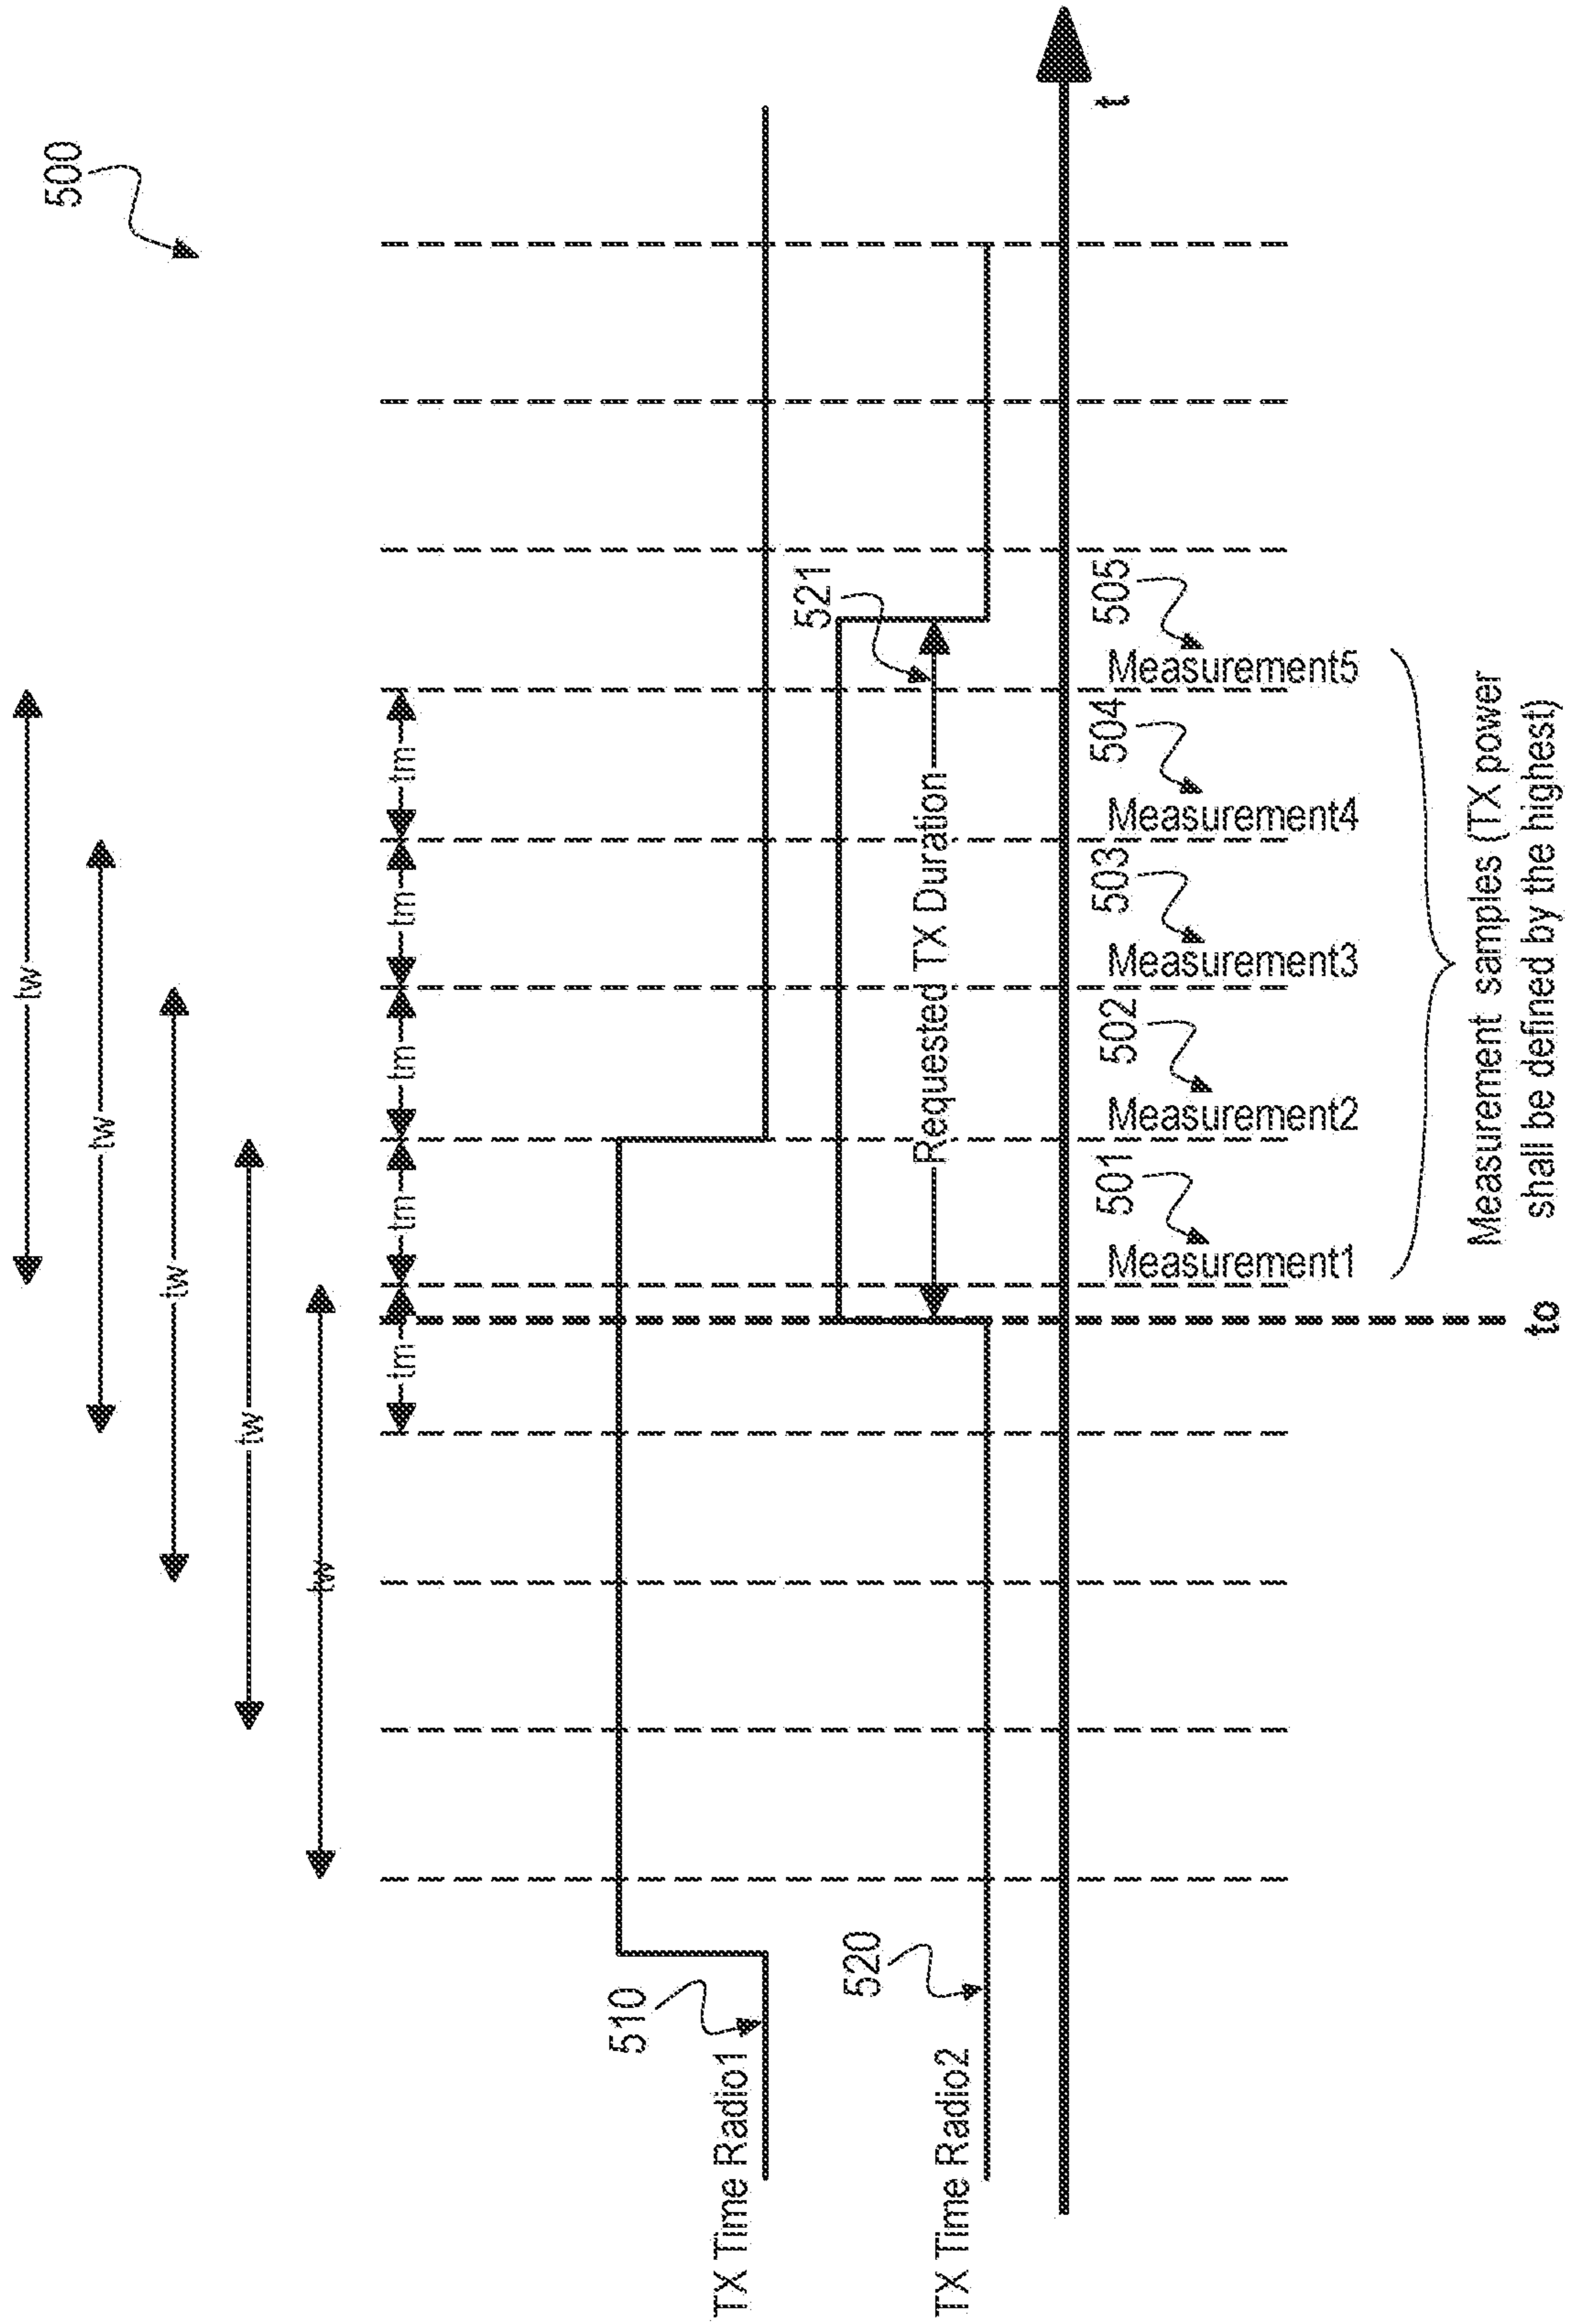 500
tw
tw
tw
tw
tw
tm
tm
tm
tm
tm
510
TX Time Radio1
521
Requested TX Duration
520
TX Time Radio2
t
501
502
503
504
505
Measurement1
Measurement2
Measurement3
Measurement4
Measurement5
Measurement samples (TX power
shall be defined by the highest)
to